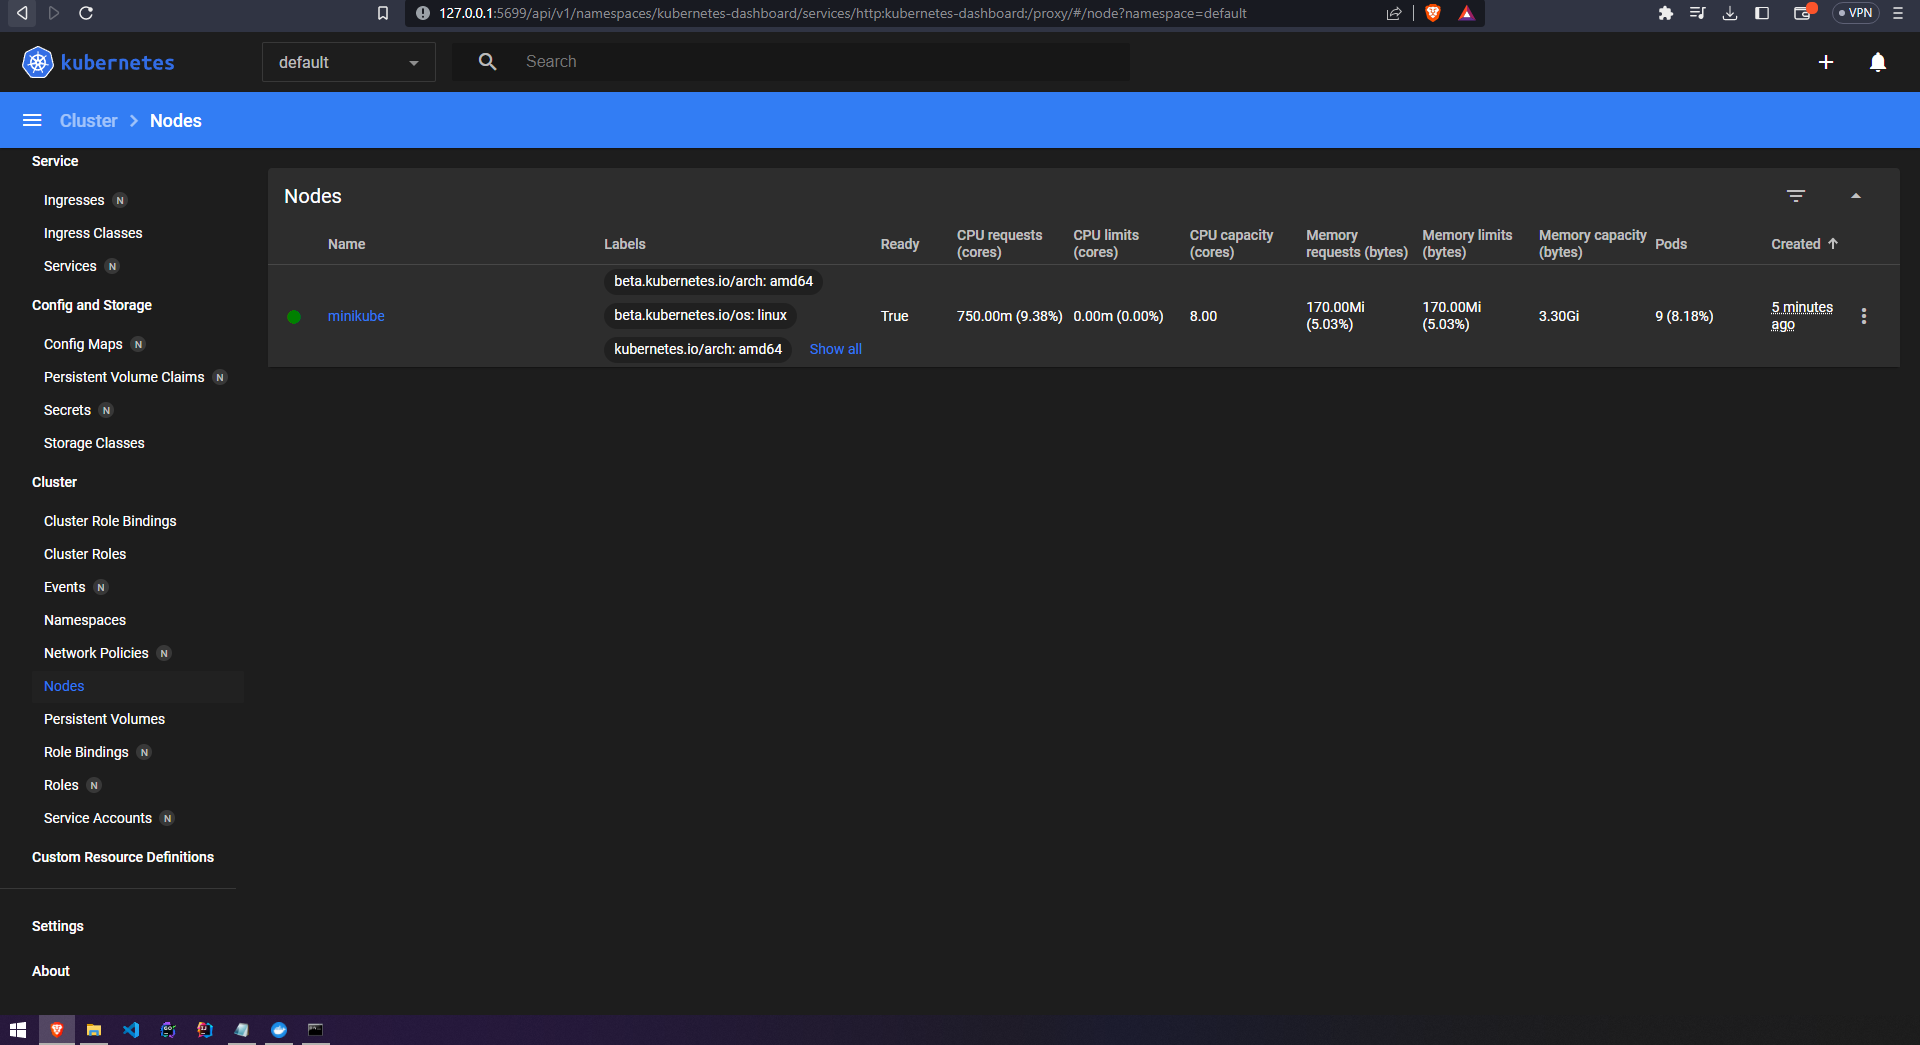 127.0.0.1:5699/api/v1/namespaces/kubernetes-dashboard/services/http:kubernetes-dashboard:/proxy/#/node?namespace=default
VPN
kubernetes
default
Search
Cluster
Nodes
Service
Ingresses N
Ingress Classes
Services N
Config and Storage
Config Maps N
Persistent Volume Claims N
Secrets N
Storage Classes
Cluster
Cluster Role Bindings
Cluster Roles
Events N
Namespaces
Network Policies N
Nodes
Persistent Volumes
Role Bindings N
Roles N
Service Accounts N
Custom Resource Definitions
Settings
About
Nodes
Name
Labels
Ready
CPU requests
(cores)
CPU limits
(cores)
CPU capacity
(cores)
Memory
requests (bytes)
Memory limits
(bytes)
Memory capacity
(bytes)
Pods
Created
minikube
beta.kubernetes.io/arch: amd64
beta.kubernetes.io/os: linux
kubernetes.io/arch: amd64
Show all
True
750.00m (9.38%)
0.00m (0.00%)
8.00
170.00Mi
(5.03%)
170.00Mi
(5.03%)
3.30Gi
9 (8.18%)
5 minutes
ago